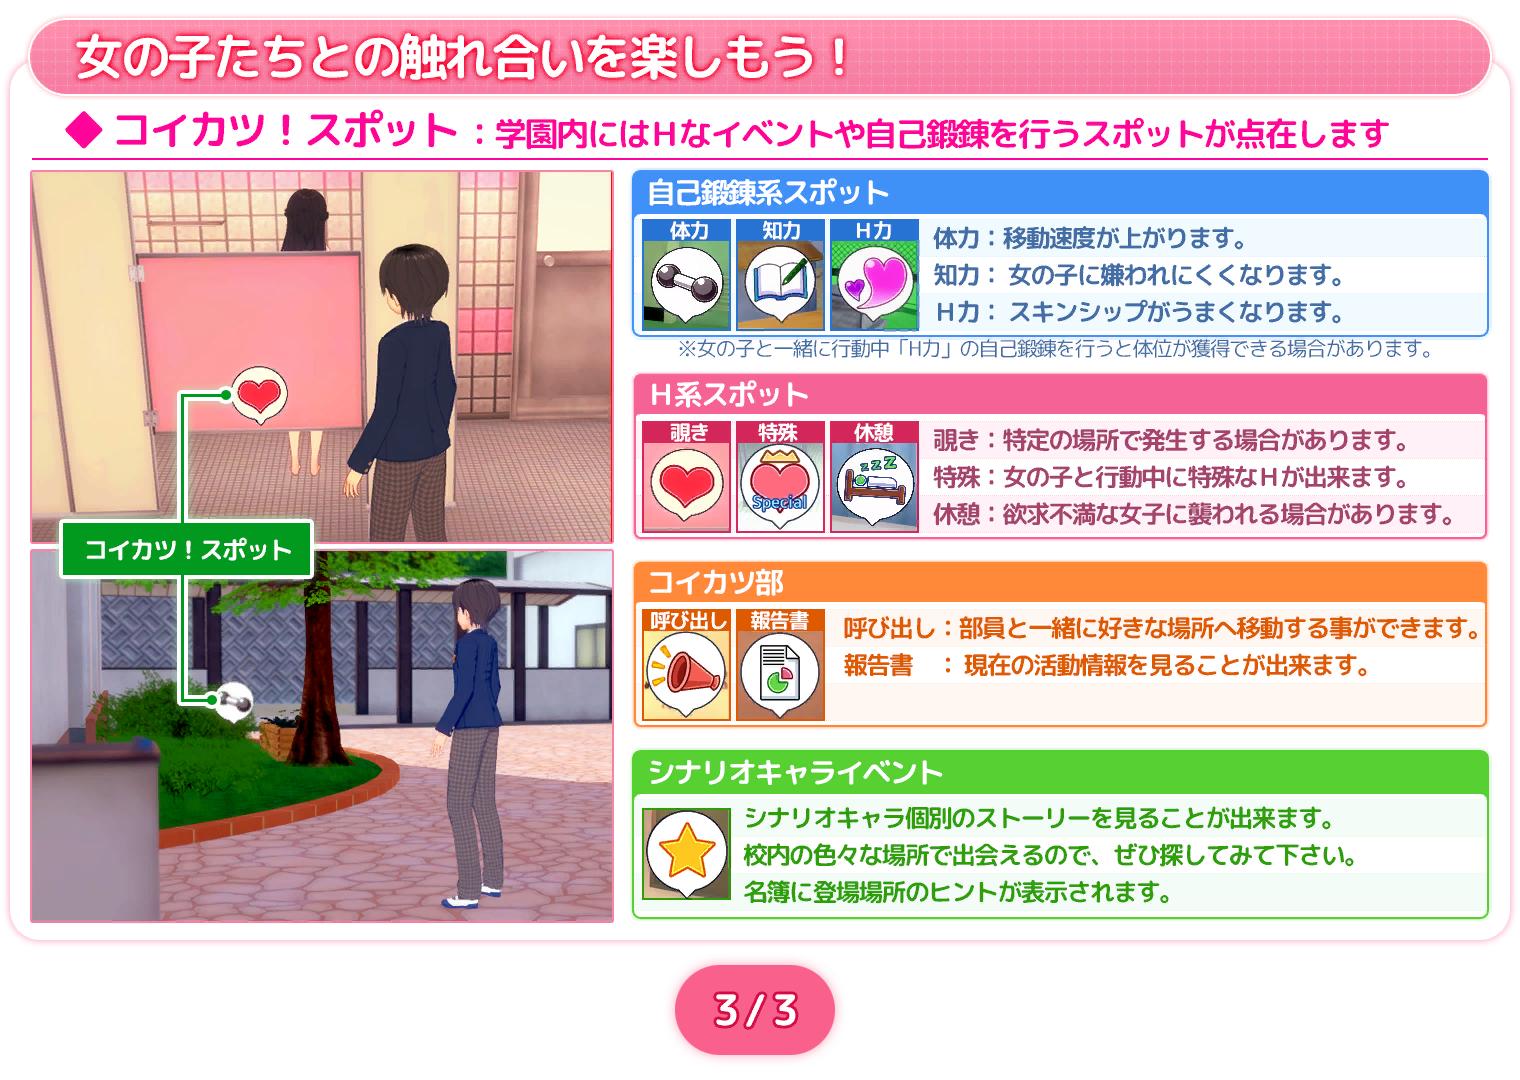 女の子たちとの触れ合いを楽しもう！
◆ コイカツ！スポット：学園内にはＨなイベントや自己鍛錬を行うスポットが点在します
コイカツ！スポット
自己鍛錬系スポット
体力 知力 Ｈ力
体力：移動速度が上がります。
知力： 女の子に嫌われにくくなります。
Ｈ力： スキンシップがうまくなります。
※女の子と一緒に行動中「H力」の自己鍛錬を行うと体位が獲得できる場合があります。
Ｈ系スポット
覗き 特殊 休憩
Special
zzZ
覗き：特定の場所で発生する場合があります。
特殊：女の子と行動中に特殊なＨが出来ます。
休憩：欲求不満な女子に襲われる場合があります。
コイカツ部
呼び出し 報告書
呼び出し：部員と一緒に好きな場所へ移動する事ができます。
報告書　： 現在の活動情報を見ることが出来ます。
シナリオキャライベント
シナリオキャラ個別のストーリーを見ることが出来ます。
校内の色々な場所で出会えるので、ぜひ探してみて下さい。
名簿に登場場所のヒントが表示されます。
3/3